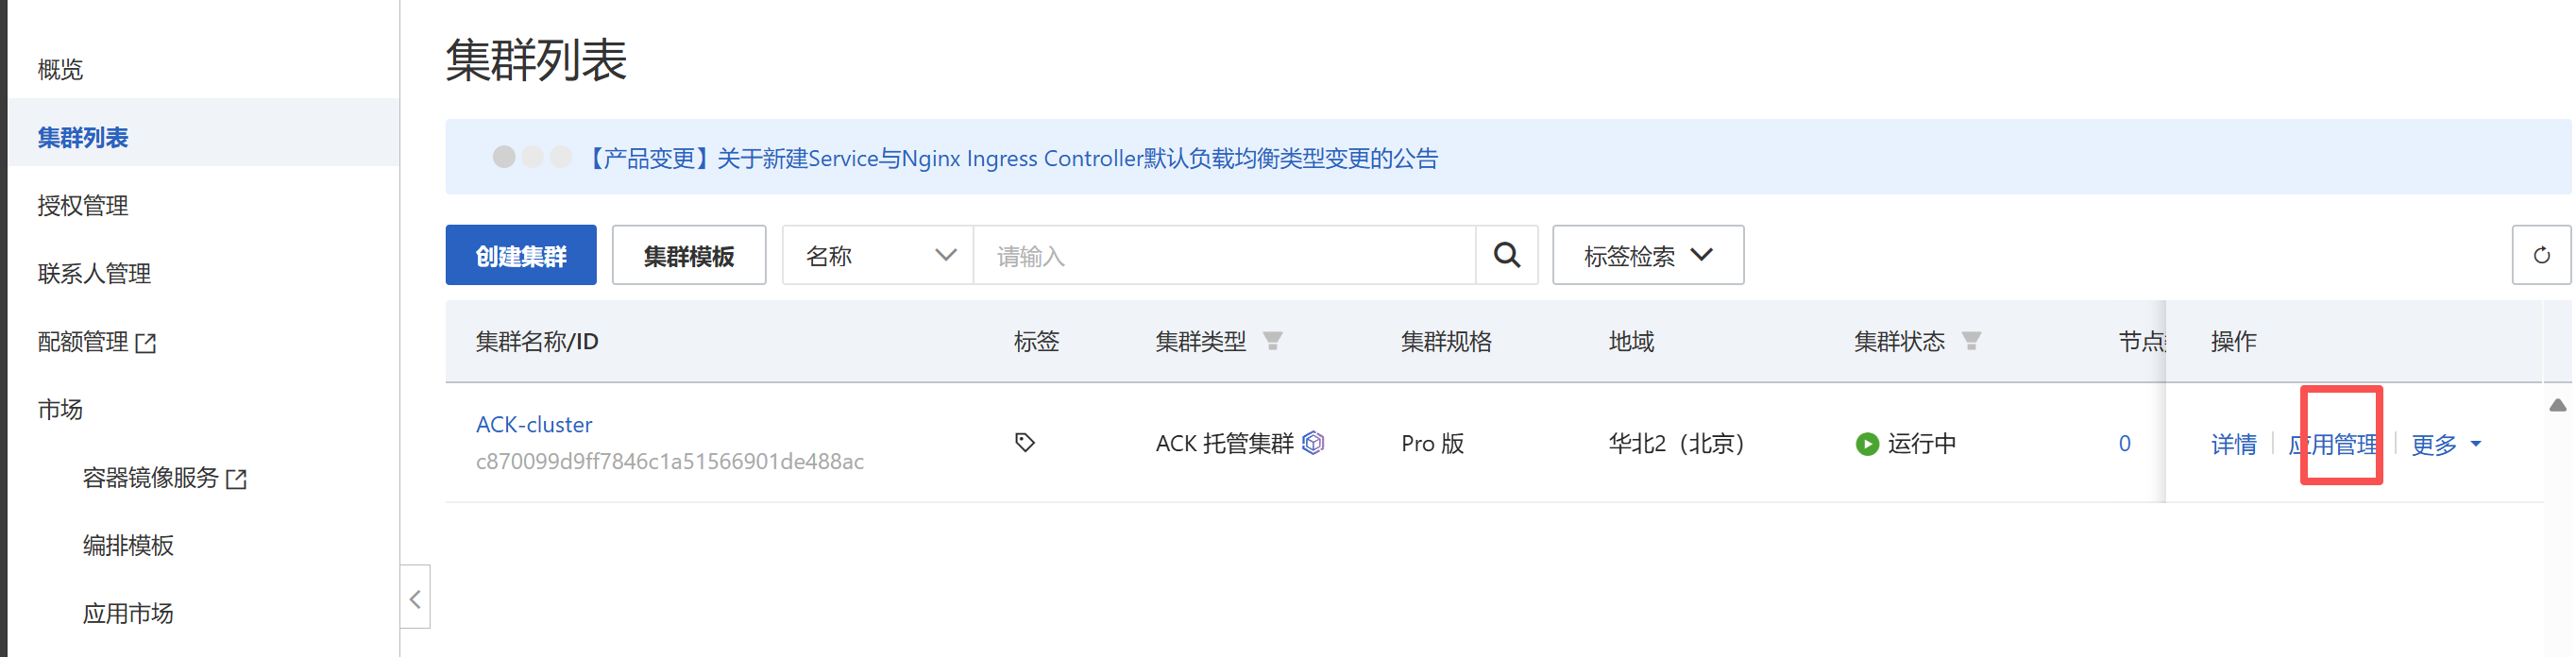 概览
集群列表
授权管理
联系人管理
配额管理
市场
容器镜像服务
编排模板
应用市场
集群列表
【产品变更】关于新建Service与Nginx Ingress Controller默认负载均衡类型变更的公告
创建集群 集群模板 名称 请输入 标签检索
集群名称/ID 标签 集群类型 集群规格 地域 集群状态 节点 操作
ACK-cluster
c870099d9ff7846c1a51566901de488ac
ACK 托管集群 Pro 版 华北2（北京） 运行中 0 详情 应用管理 更多